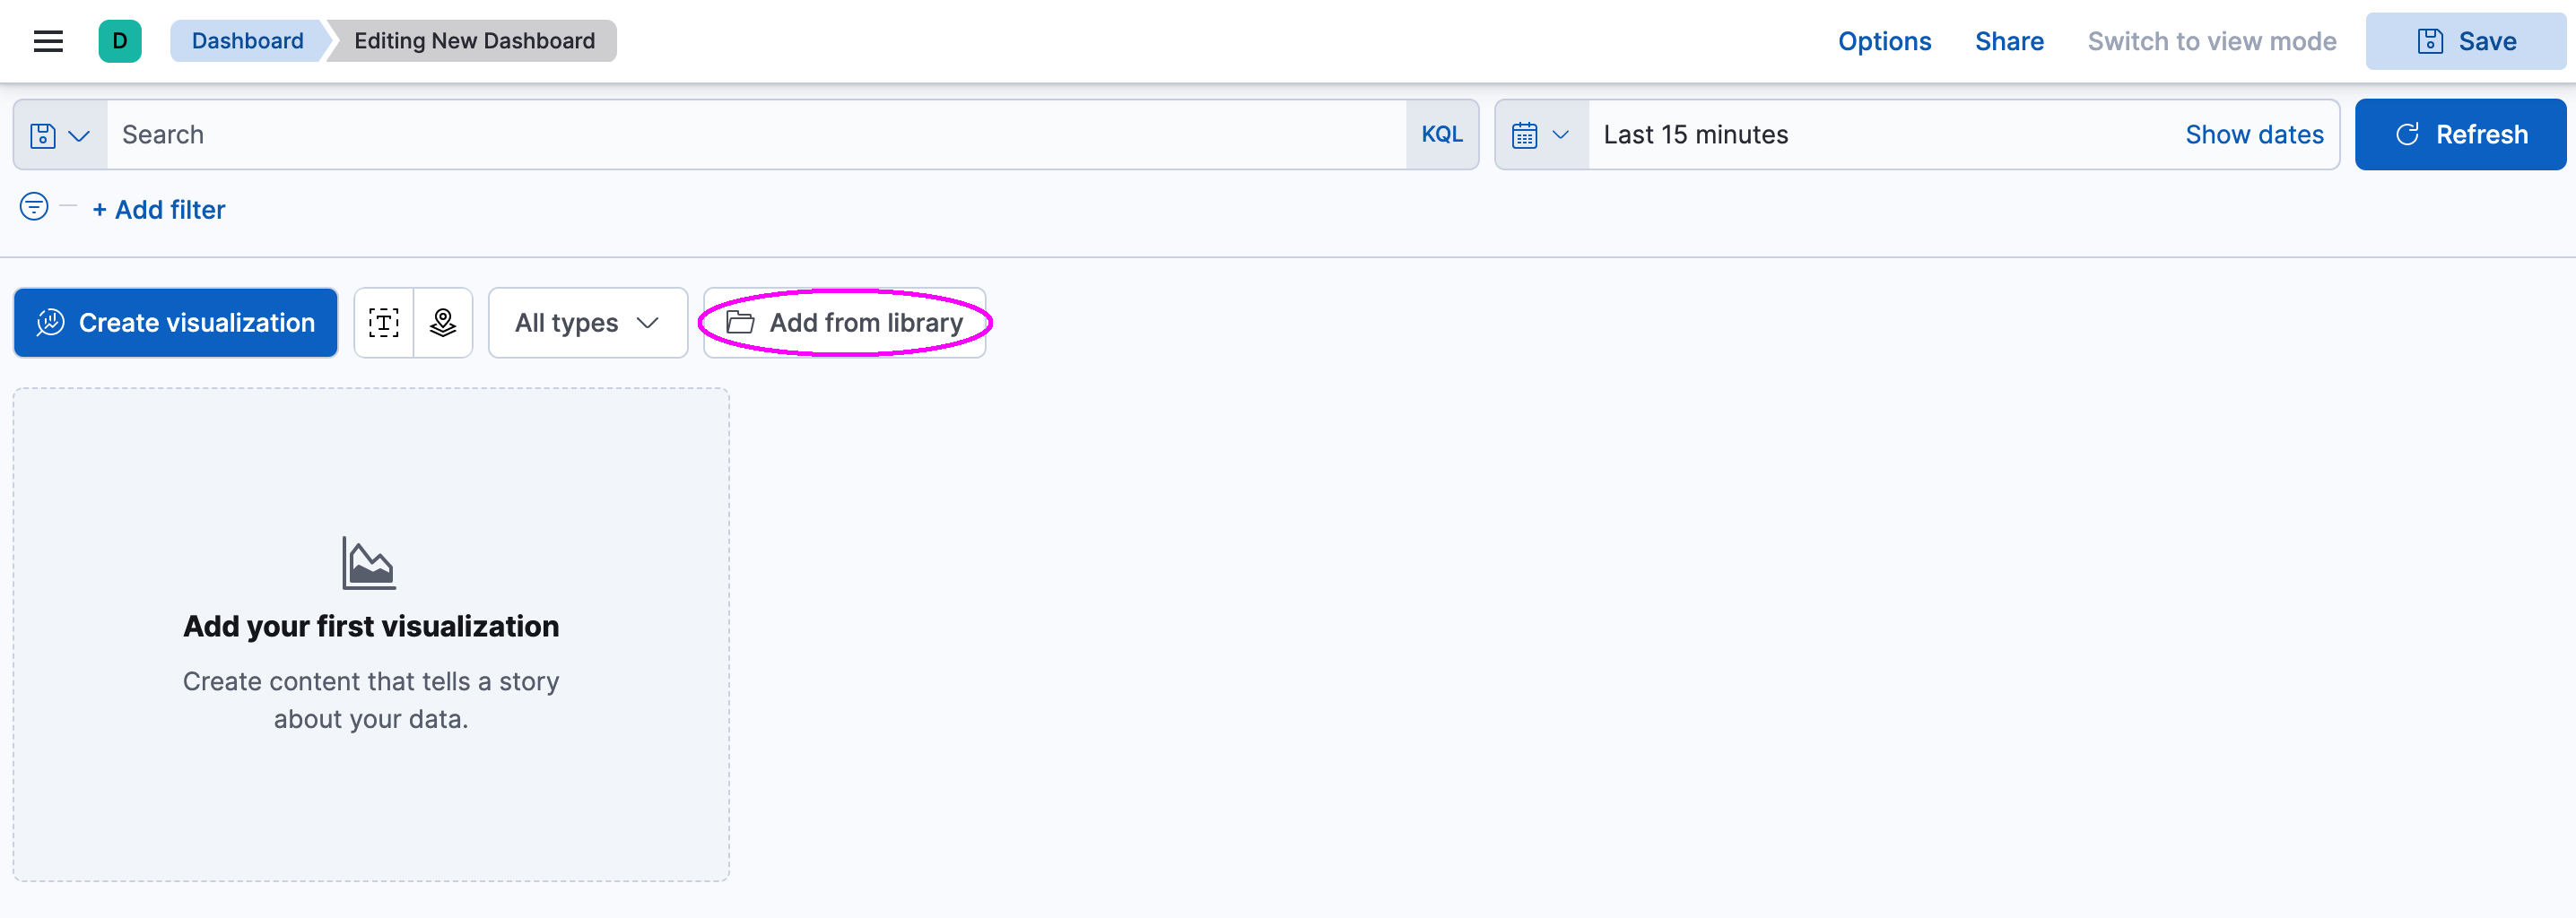 D Dashboard Editing New Dashboard Options Share Switch to view mode Save
Search KQL Last 15 minutes Show dates Refresh
+ Add filter
Create visualization T All types Add from library
Add your first visualization
Create content that tells a story
about your data.